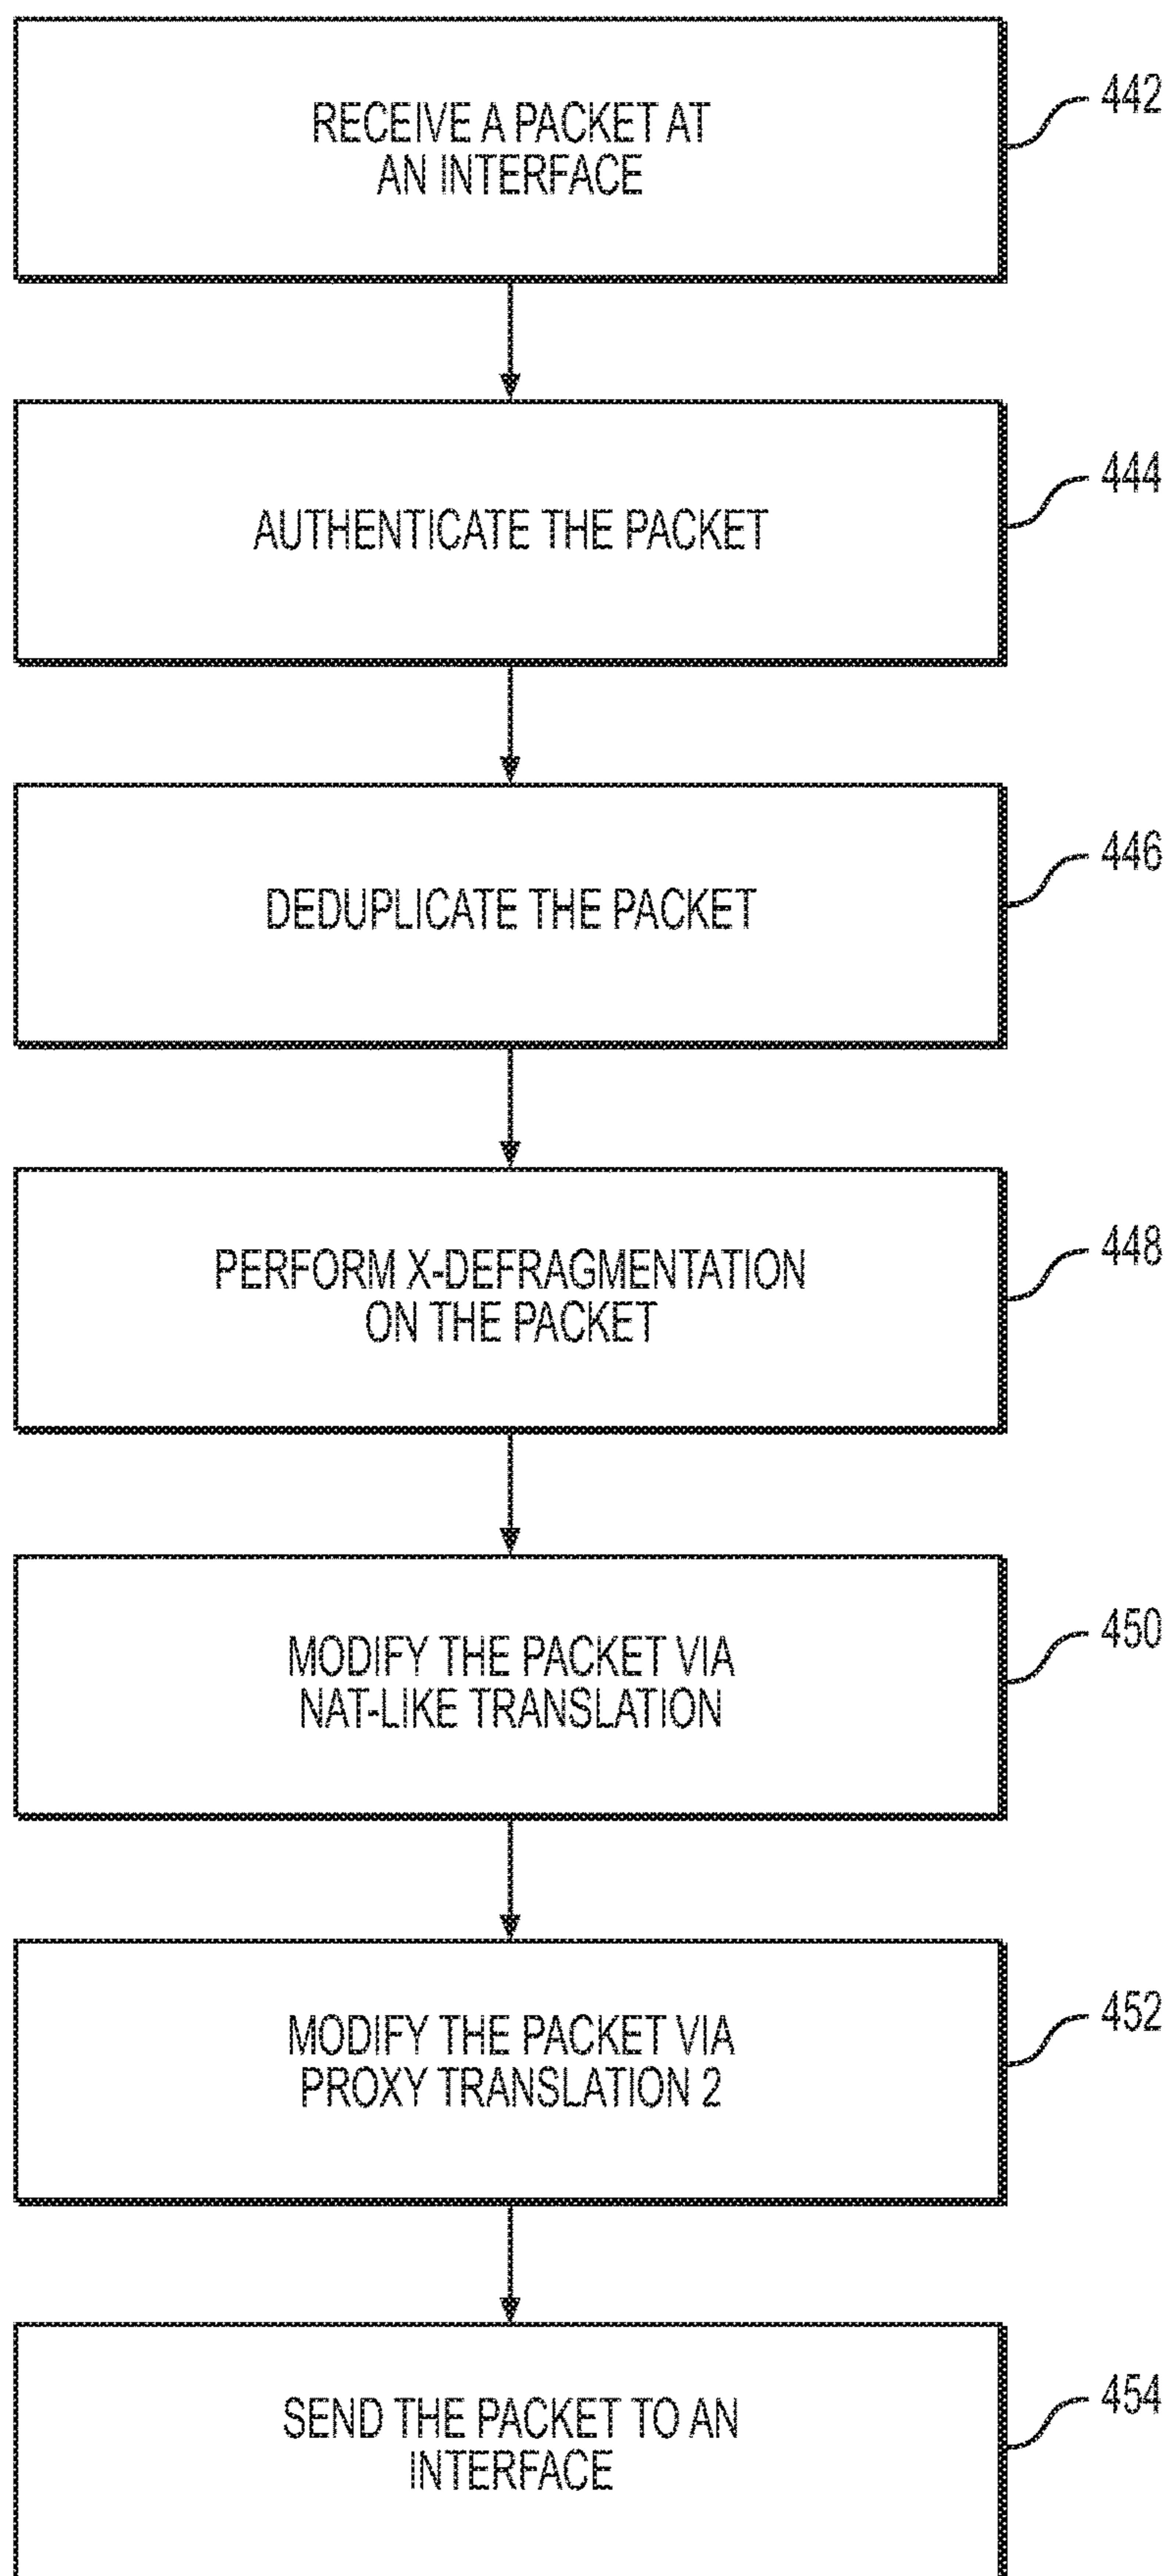 RECEIVE A PACKET AT
AN INTERFACE
442
AUTHENTICATE THE PACKET
444
DEDUPLICATE THE PACKET
446
PERFORM X-DEFRAGMENTATION
ON THE PACKET
448
MODIFY THE PACKET VIA
NAT-LIKE TRANSLATION
450
MODIFY THE PACKET VIA
PROXY TRANSLATION 2
452
SEND THE PACKET TO AN
INTERFACE
454